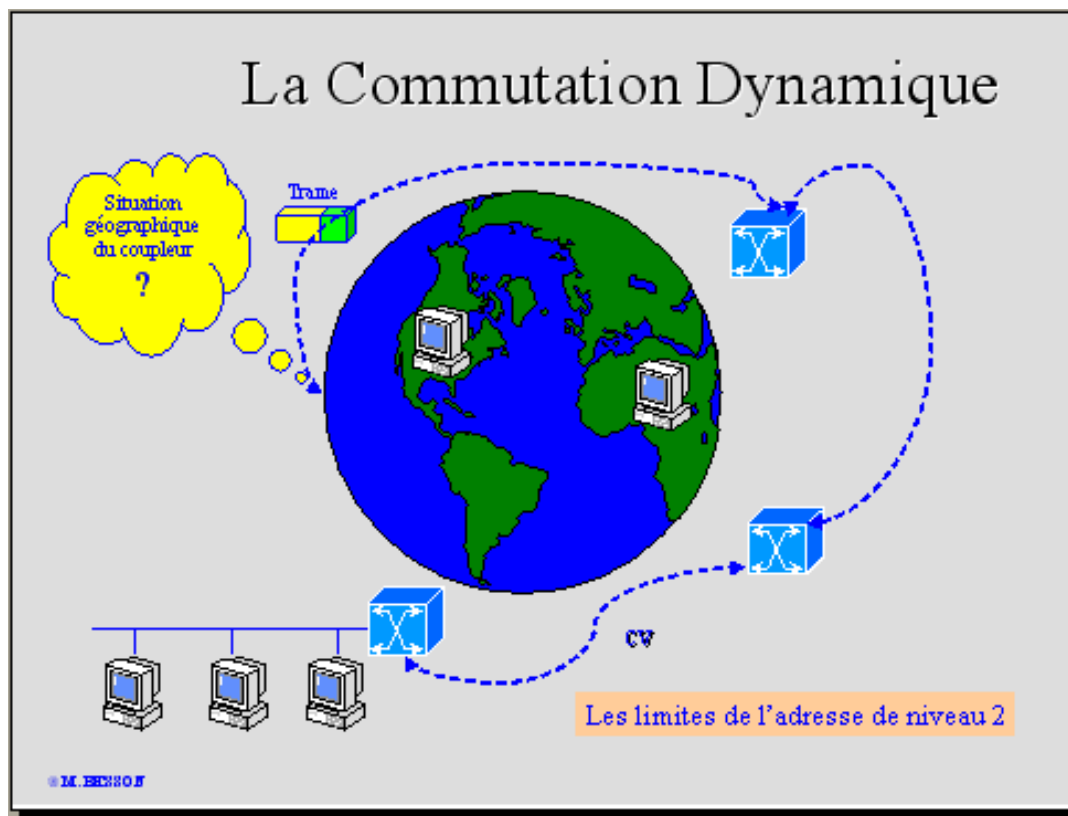 La Commutation Dynamique
Situation
géographique
du coupleur
?
Trame
CV
Les limites de l'adresse de niveau 2
© M.BESSON